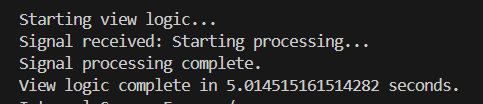 Starting view logic...
Signal received: Starting processing...
Signal processing complete.
View logic complete in 5.014515161514282 seconds.